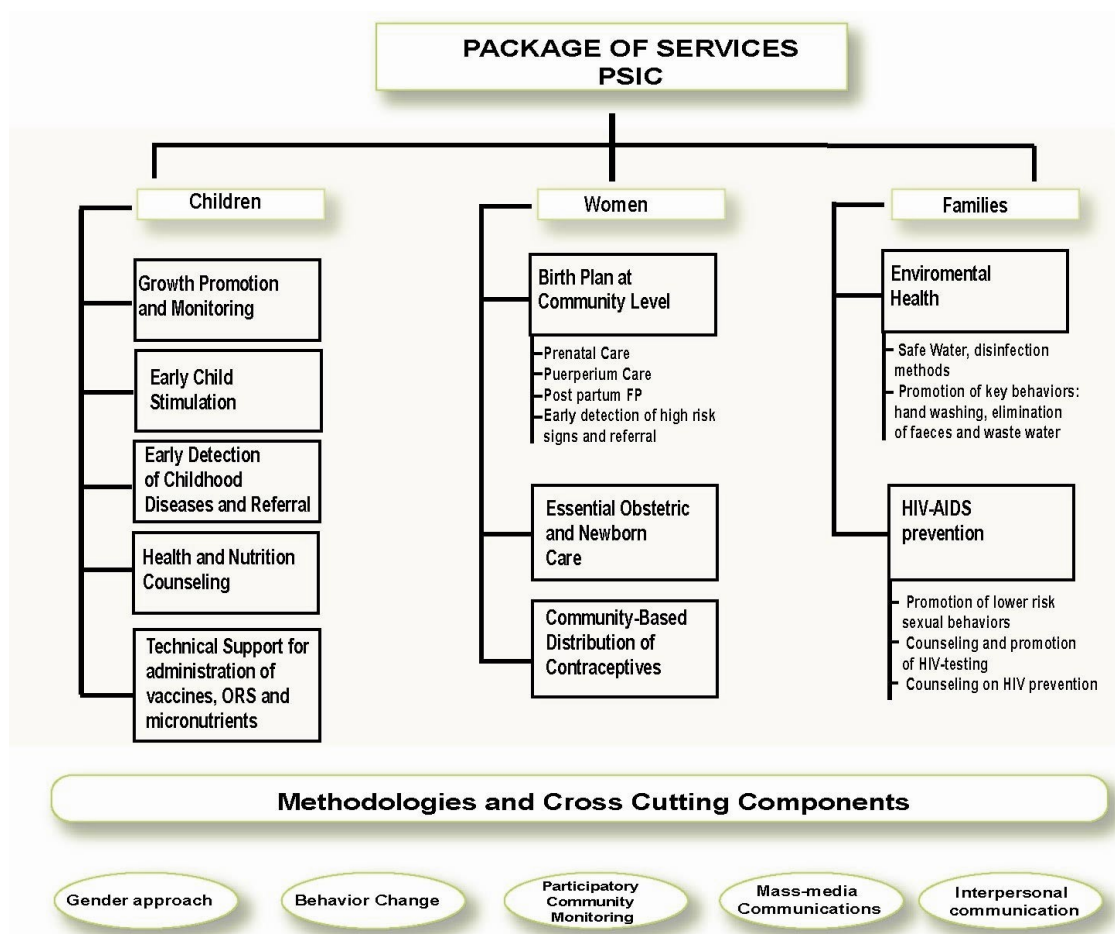 PACKAGE OF SERVICES
PSIC
Children
Growth Promotion
and Monitoring
Early Child
Stimulation
Early Detection
of Childhood
Diseases and Referral
Health and Nutrition
Counseling
Technical Support for
administration of
vaccines, ORS and
micronutrients
Women
Birth Plan at
Community Level
Prenatal Care
Puerperium Care
Post partum FP
Early detection of high risk
signs and referral
Essential Obstetric
and Newborn
Care
Community-Based
Distribution of
Contraceptives
Families
Enviromental
Health
Safe Water, disinfection
methods
Promotion of key behaviors:
hand washing, elimination
of faeces and waste water
HIV-AIDS
prevention
Promotion of lower risk
sexual behaviors
Counseling and promotion
of HIV-testing
Counseling on HIV prevention
Methodologies and Cross Cutting Components
Gender approach
Behavior Change
Participatory
Community
Monitoring
Mass-media
Communications
Interpersonal
communication